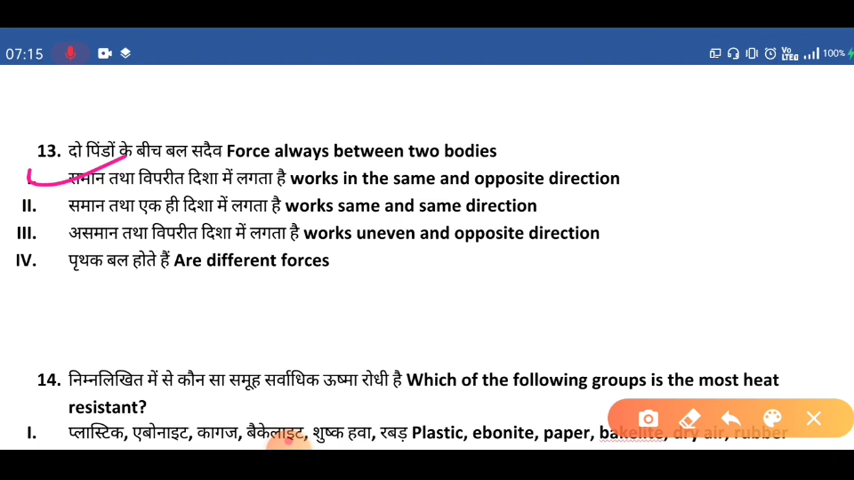 07:15 Vo LTE 100%
13. दो पिंडों के बीच बल सदैव Force always between two bodies
I. समान तथा विपरीत दिशा में लगता है works in the same and opposite direction
II. समान तथा एक ही दिशा में लगता है works same and same direction
III. असमान तथा विपरीत दिशा में लगता है works uneven and opposite direction
IV. पृथक बल होते हैं Are different forces
14. निम्नलिखित में से कौन सा समूह सर्वाधिक ऊष्मा रोधी है Which of the following groups is the most heat
resistant?
I. प्लास्टिक, एबोनाइट, कागज, बैकेलाइट, शुष्क हवा, रबड़ Plastic, ebonite, paper, bakelite, dry air, rubber